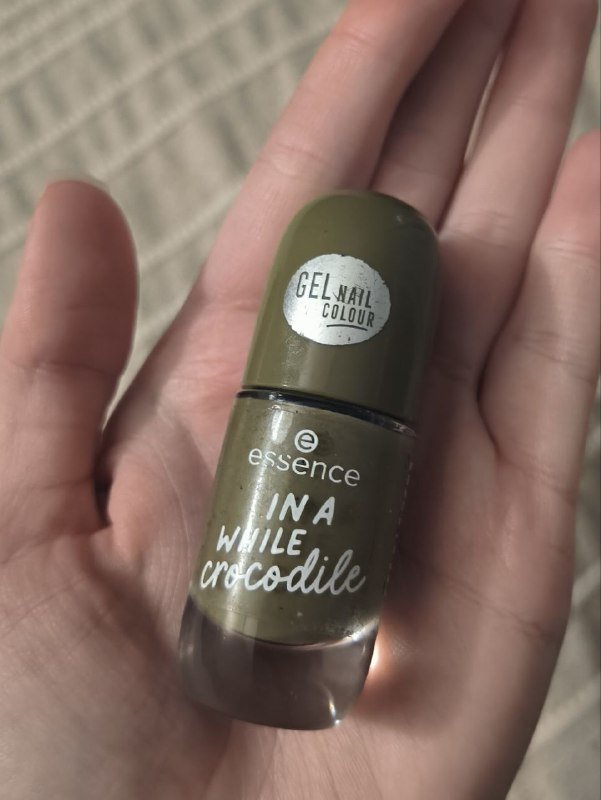 GEL NAIL
COLOUR
e
essence
IN A
WHILE
crocodile